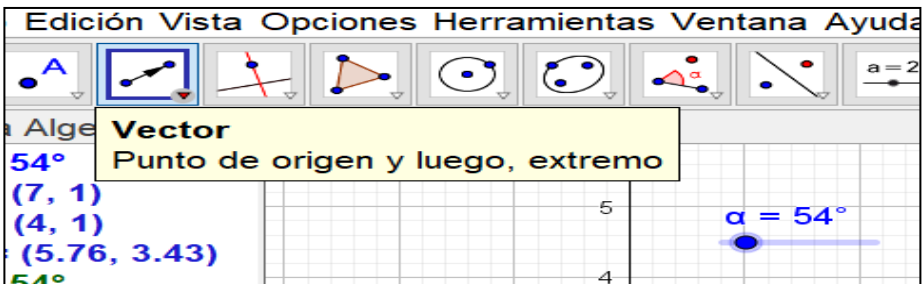 Edición Vista Opciones Herramientas Ventana Ayuda
A
α
a = 2
Alge
Vector
Punto de origen y luego, extremo
54°
(7, 1)
(4, 1)
(5.76, 3.43)
54°
5
α = 54°
4